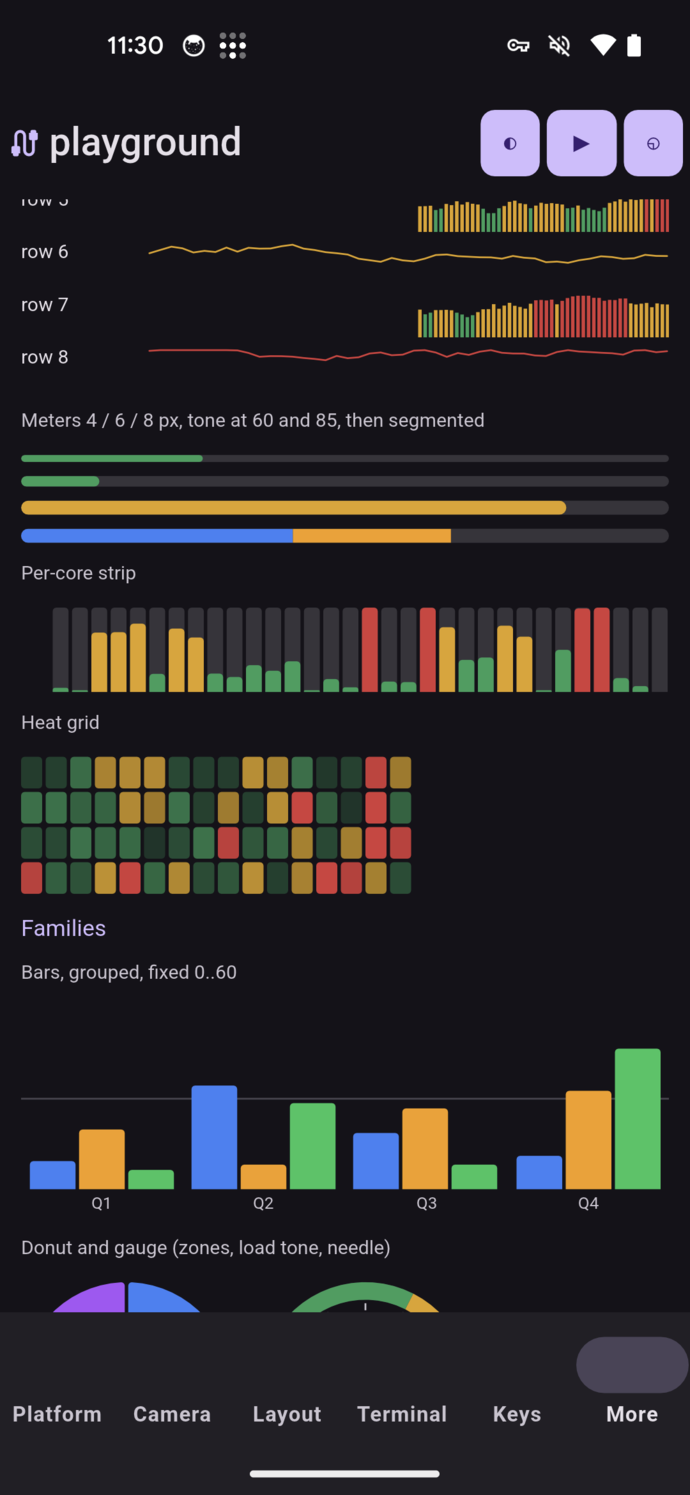 11:30
playground
row 5
row 6
row 7
row 8
Meters 4 / 6 / 8 px, tone at 60 and 85, then segmented
Per-core strip
Heat grid
Families
Bars, grouped, fixed 0..60
Q1 Q2 Q3 Q4
Donut and gauge (zones, load tone, needle)
Platform Camera Layout Terminal Keys More